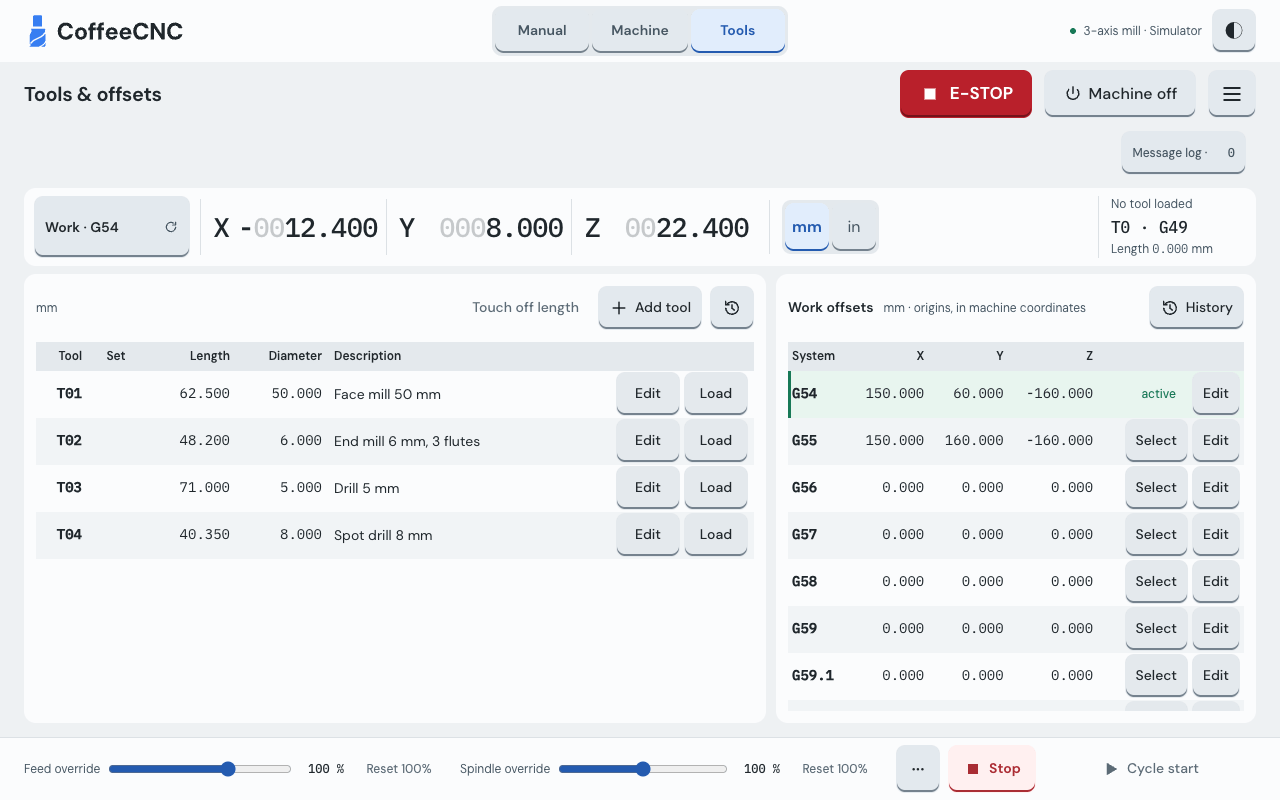 CoffeeCNC
Manual Machine Tools
3-axis mill · Simulator
Tools & offsets
E-STOP
Machine off
Message log · 0
Work · G54
X -0012.400
Y 0008.000
Z 0022.400
mm in
No tool loaded
T0 · G49
Length 0.000 mm
mm
Touch off length
Add tool
Tool Set Length Diameter Description
T01 62.500 50.000 Face mill 50 mm Edit Load
T02 48.200 6.000 End mill 6 mm, 3 flutes Edit Load
T03 71.000 5.000 Drill 5 mm Edit Load
T04 40.350 8.000 Spot drill 8 mm Edit Load
Work offsets mm · origins, in machine coordinates
History
System X Y Z
G54 150.000 60.000 -160.000 active Edit
G55 150.000 160.000 -160.000 Select Edit
G56 0.000 0.000 0.000 Select Edit
G57 0.000 0.000 0.000 Select Edit
G58 0.000 0.000 0.000 Select Edit
G59 0.000 0.000 0.000 Select Edit
G59.1 0.000 0.000 0.000 Select Edit
Feed override 100 % Reset 100%
Spindle override 100 % Reset 100%
...
Stop
Cycle start